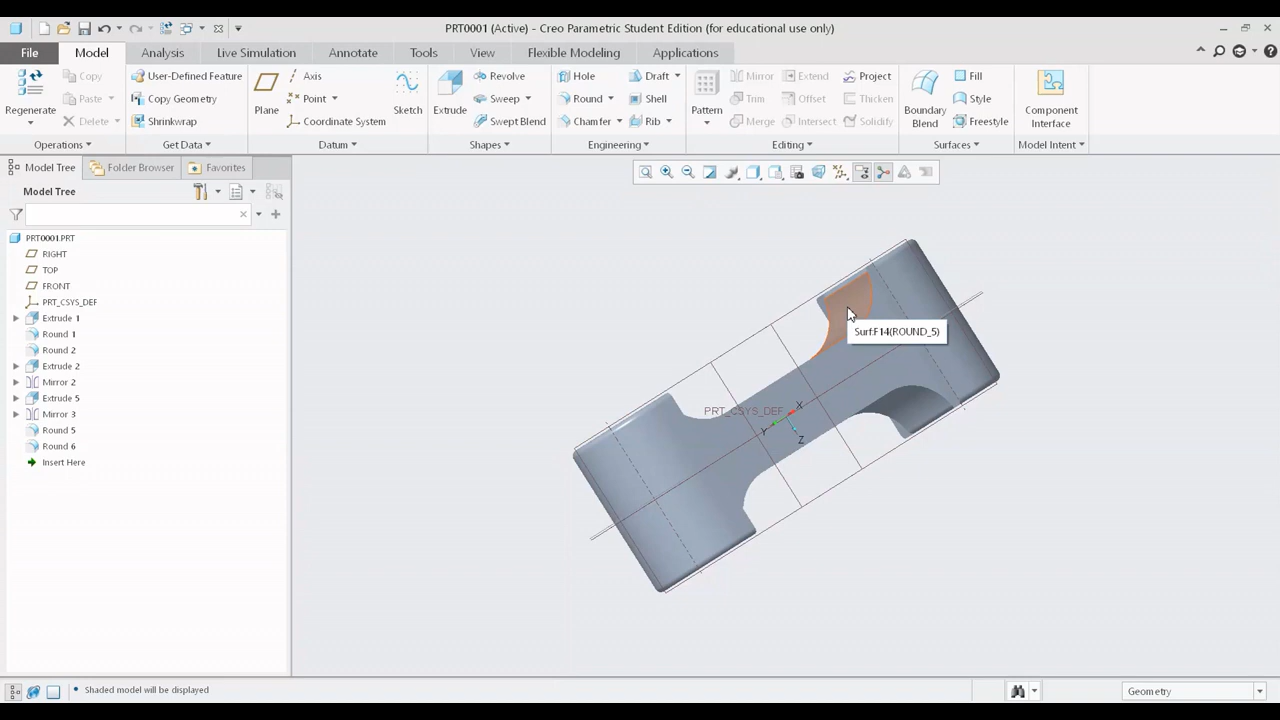 PRT0001 (Active) - Creo Parametric Student Edition (for educational use only)
File Model Analysis Live Simulation Annotate Tools View Flexible Modeling Applications
Regenerate
Copy
Paste
Delete
Operations
User-Defined Feature
Copy Geometry
Shrinkwrap
Get Data
Plane
Axis
Point
Coordinate System
Sketch
Datum
Extrude
Revolve
Sweep
Swept Blend
Shapes
Hole
Round
Chamfer
Draft
Shell
Rib
Engineering
Pattern
Mirror
Trim
Merge
Extend
Offset
Intersect
Project
Thicken
Solidify
Editing
Boundary
Blend
Fill
Style
Freestyle
Surfaces
Component
Interface
Model Intent
Model Tree Folder Browser Favorites
Model Tree
PRT0001.PRT
RIGHT
TOP
FRONT
PRT_CSYS_DEF
Extrude 1
Round 1
Round 2
Extrude 2
Mirror 2
Extrude 5
Mirror 3
Round 5
Round 6
Insert Here
Surf:F14(ROUND_5)
PRT_CSYS_DEF
X
Y
Z
Shaded model will be displayed
Geometry